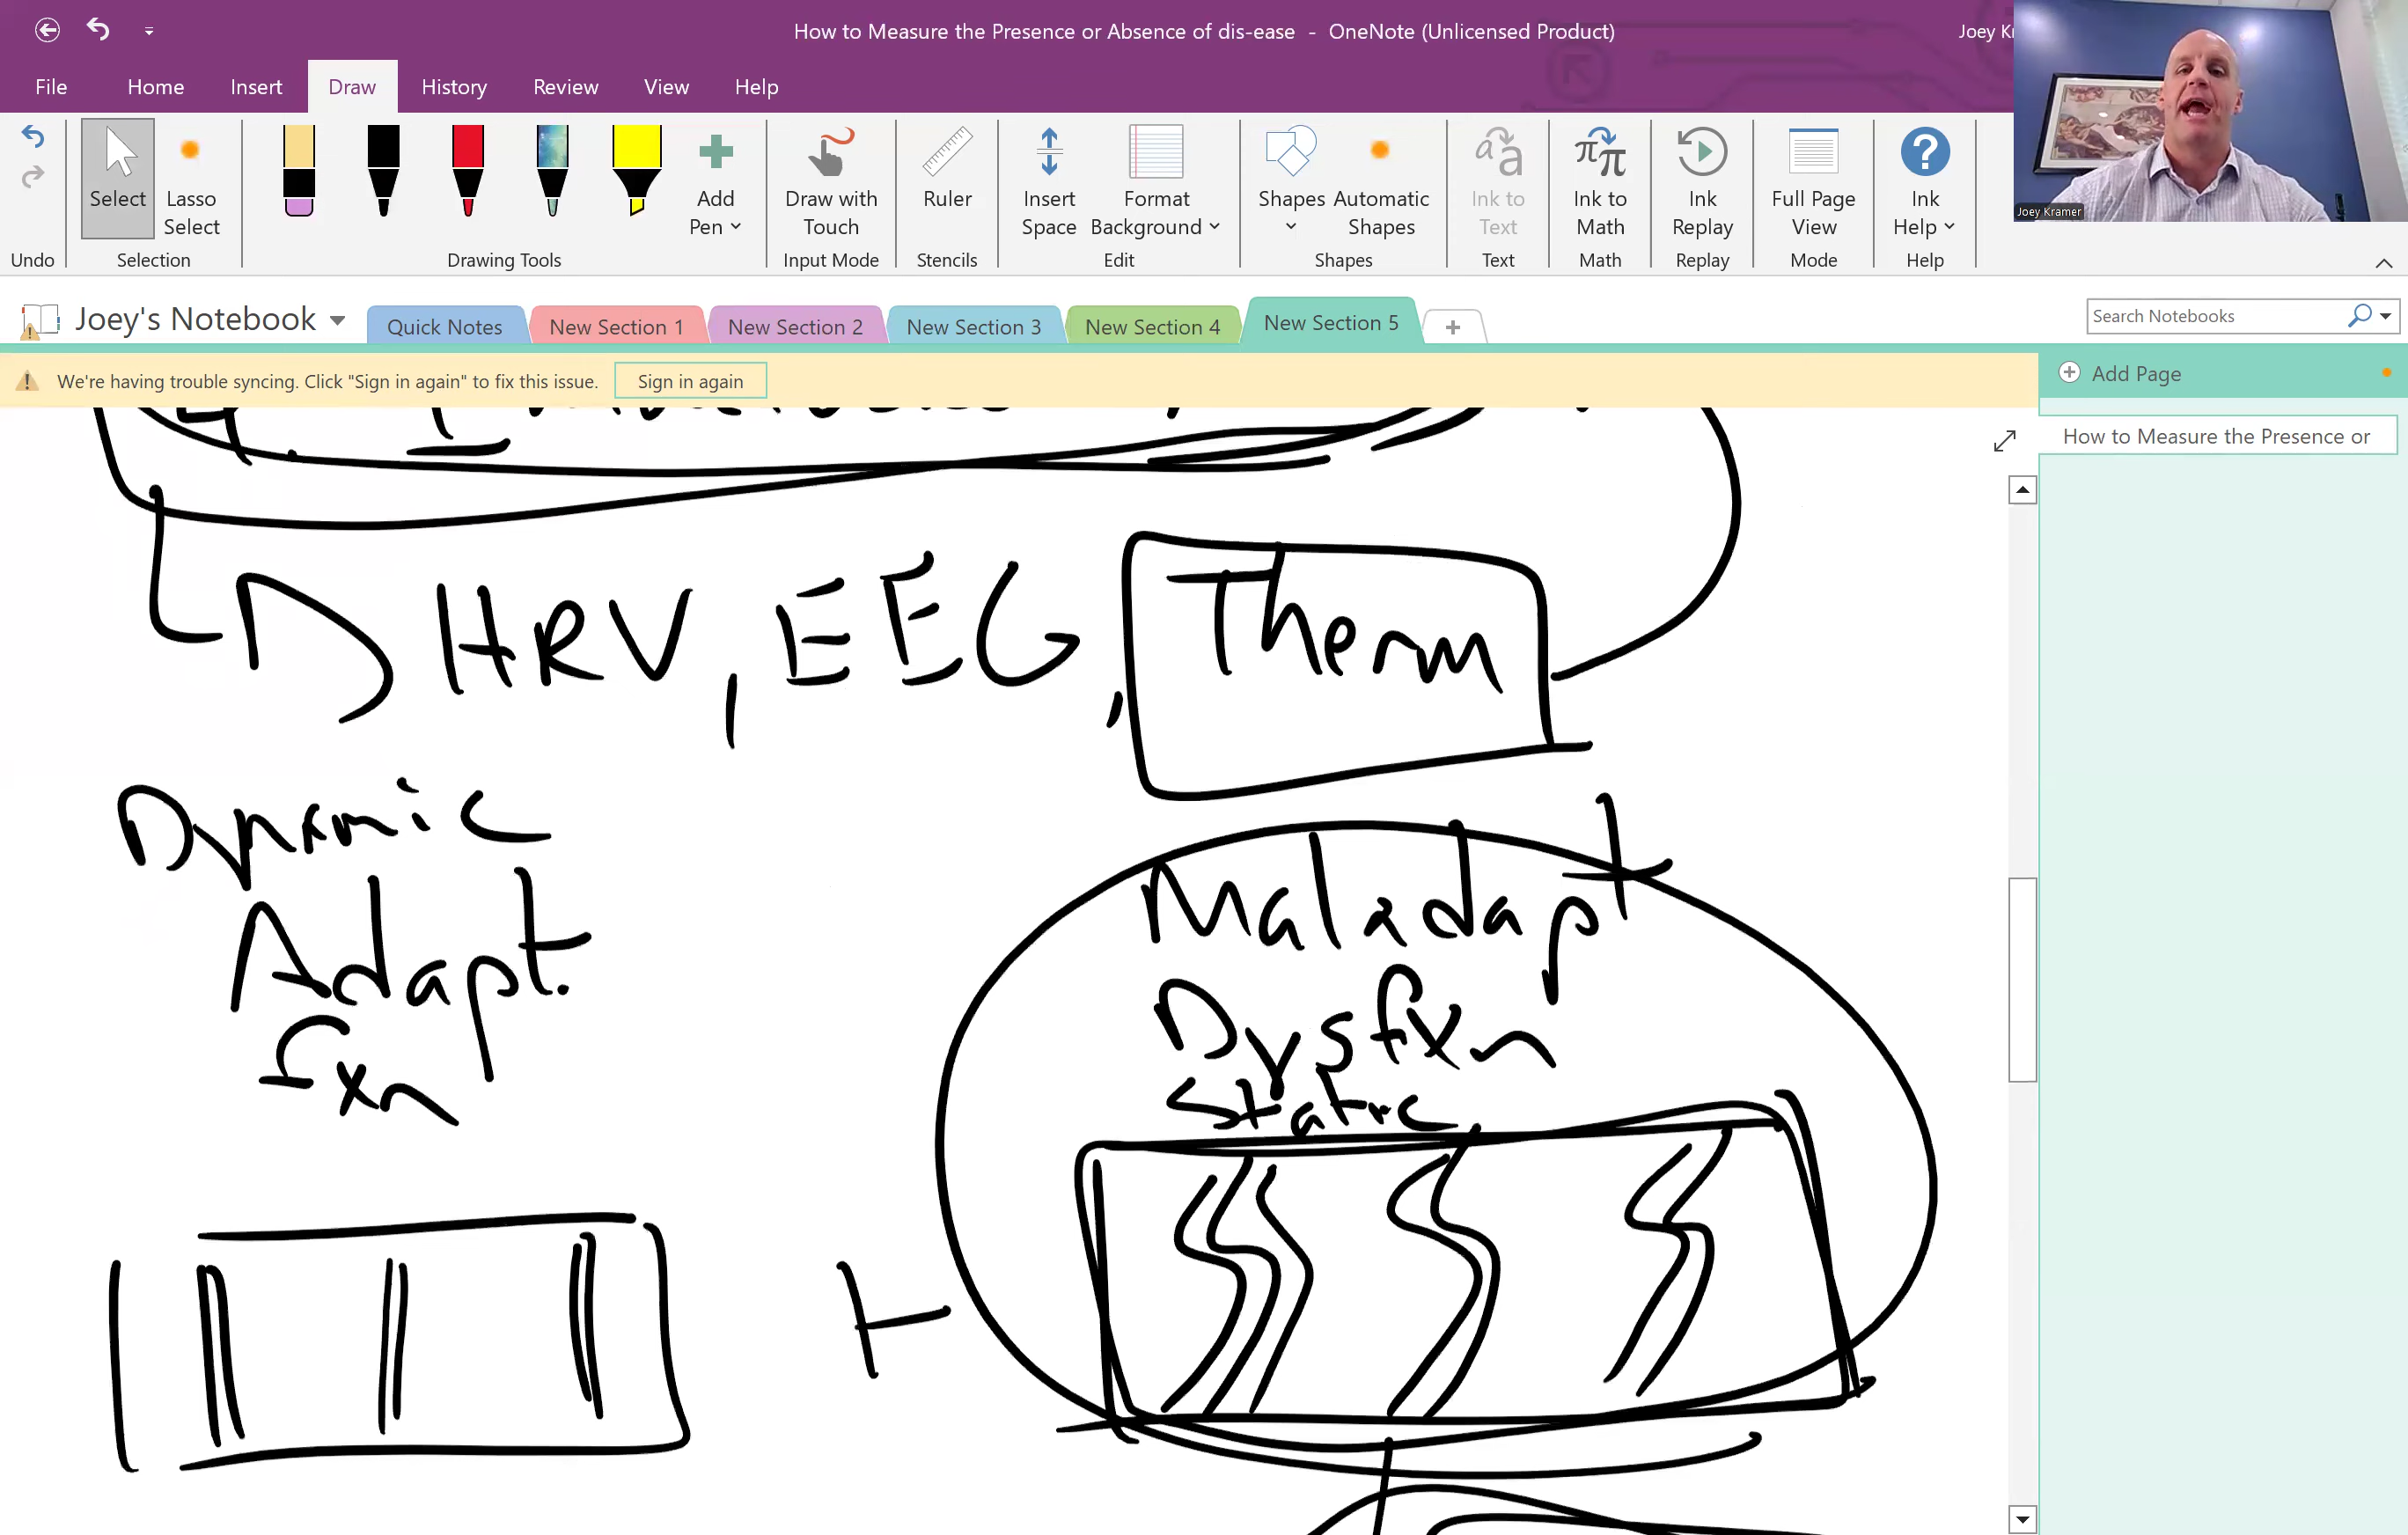 How to Measure the Presence or Absence of dis-ease - OneNote (Unlicensed Product)
Joey Kr
File Home Insert Draw History Review View Help
Select
Lasso Select
Add Pen
Draw with Touch
Ruler
Insert Space
Format Background
Shapes
Automatic Shapes
Ink to Text
Ink to Math
Ink Replay
Full Page View
Ink Help
Joey Kramer
Undo Selection Drawing Tools Input Mode Stencils Edit Shapes Text Math Replay Mode Help
Joey's Notebook Quick Notes New Section 1 New Section 2 New Section 3 New Section 4 New Section 5 +
Search Notebooks
We're having trouble syncing. Click "Sign in again" to fix this issue. Sign in again
Add Page
How to Measure the Presence or
HRV, EEG, Therm
Dynamic
Adapt.
Fxn
Maladapt
Dysfxn
Static